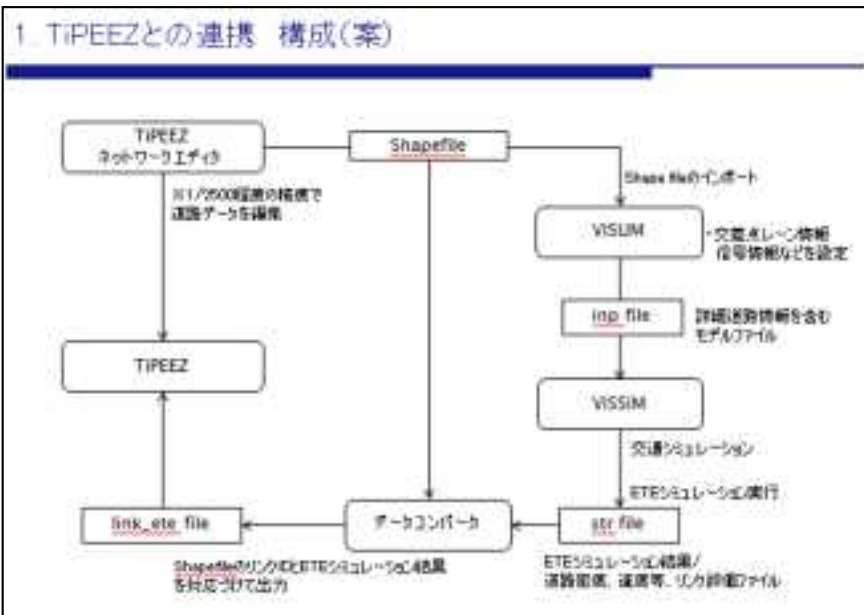 1. TiPEEZとの連携 構成(案)
TiPEEZ
ネットワークエディタ
Shapefile
Shape fileのインポート
※1/2500程度の精度で
道路データを編集
VISUM
・交差点レーン情報
信号情報などを設定
inp file
詳細道路情報を含む
モデルファイル
TiPEEZ
VISSIM
交通シミュレーション
ETEシミュレーション実行
link_ete file
データコンバータ
str file
ShapefileのリンクIDとETEシミュレーション結果
を対応づけて出力
ETEシミュレーション結果/
道路密度、速度等、リンク評価ファイル